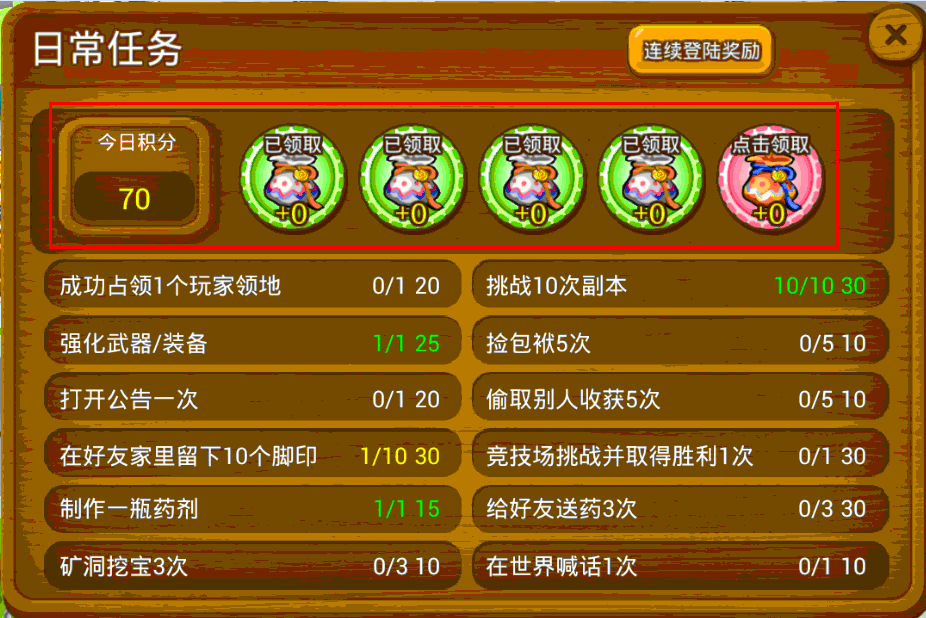 日常任务
连续登陆奖励
今日积分
70
已领取 已领取 已领取 已领取 点击领取
+0 +0 +0 +0 +0
成功占领1个玩家领地 0/1 20
挑战10次副本 10/10 30
强化武器/装备 1/1 25
捡包袱5次 0/5 10
打开公告一次 0/1 20
偷取别人收获5次 0/5 10
在好友家里留下10个脚印 1/10 30
竞技场挑战并取得胜利1次 0/1 30
制作一瓶药剂 1/1 15
给好友送药3次 0/3 30
矿洞挖宝3次 0/3 10
在世界喊话1次 0/1 10